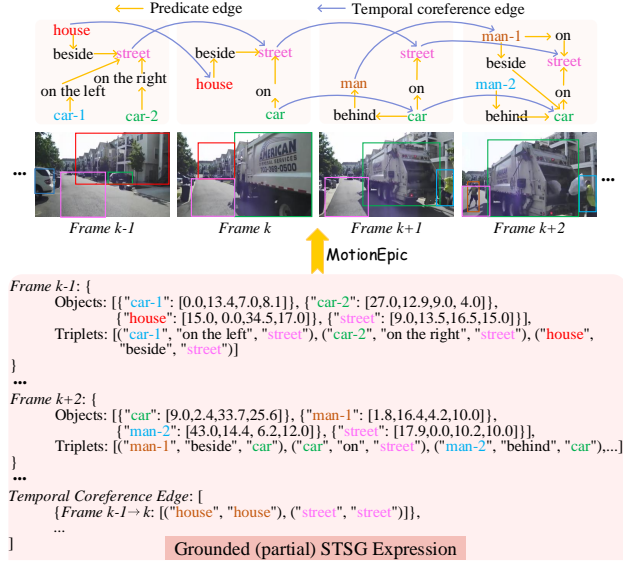 Predicate edge
Temporal coreference edge
house
beside
street
on the left
on the right
car-1
car-2
beside
street
house
on
car
street
man
on
behind
car
man-1
on
street
beside
man-2
on
behind
car
...
AMERICAN
...
Frame k-1
Frame k
Frame k+1
Frame k+2
MotionEpic
Frame k-1: {
Objects: [{"car-1": [0.0,13.4,7.0,8.1]}, {"car-2": [27.0,12.9,9.0, 4.0]},
{"house": [15.0, 0.0,34.5,17.0]}, {"street": [9.0,13.5,16.5,15.0]}],
Triplets: [("car-1", "on the left", "street"), ("car-2", "on the right", "street"), ("house",
"beside", "street")]
}
...
Frame k+2: {
Objects: [{"car": [9.0,2.4,33.7,25.6]}, {"man-1": [1.8,16.4,4.2,10.0]},
{"man-2": [43.0,14.4, 6.2,12.0]}, {"street": [17.9,0.0,10.2,10.0]}],
Triplets: [("man-1", "beside", "car"), ("car", "on", "street"), ("man-2", "behind", "car"),...]
}
...
Temporal Coreference Edge: [
{Frame k-1→k: [("house", "house"), ("street", "street")]},
...
]
Grounded (partial) STSG Expression